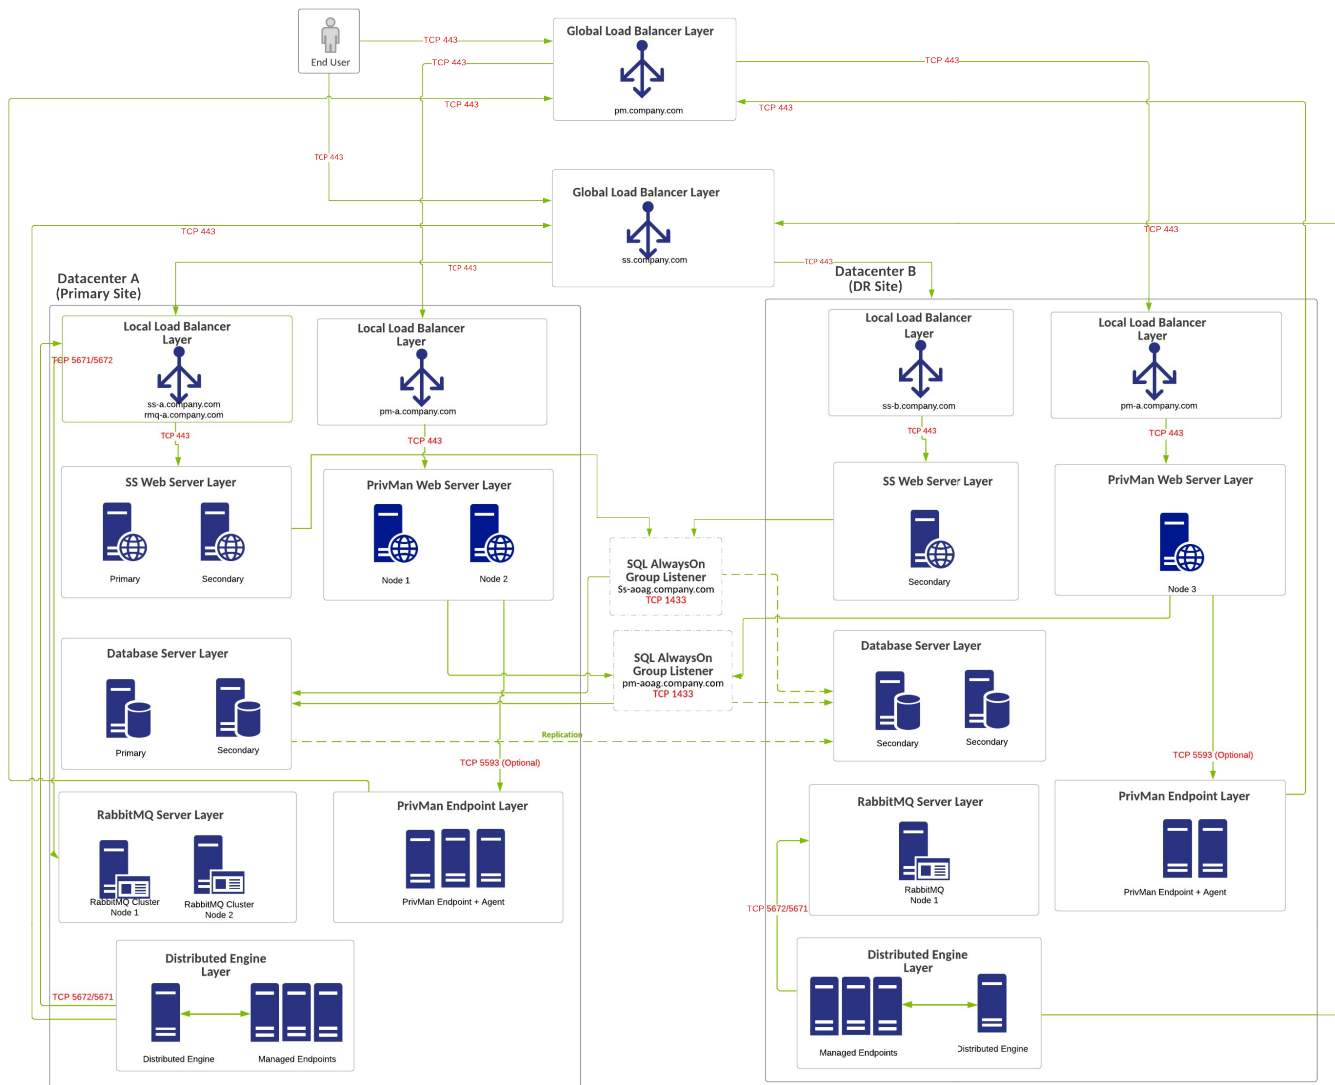 End User
TCP 443
Global Load Balancer Layer
pm.company.com
TCP 443
TCP 443
TCP 443
TCP 443
TCP 443
Global Load Balancer Layer
ss.company.com
TCP 443
TCP 443
TCP 443
TCP 443
Datacenter A
(Primary Site)
Datacenter B
(DR Site)
Local Load Balancer
Layer
ss-a.company.com
rmq-a.company.com
TCP 5671/5672
TCP 443
Local Load Balancer
Layer
pm-a.company.com
TCP 443
Local Load Balancer
Layer
ss-b.company.com
TCP 443
Local Load Balancer
Layer
pm-a.company.com
TCP 443
SS Web Server Layer
Primary
Secondary
PrivMan Web Server Layer
Node 1
Node 2
SQL AlwaysOn
Group Listener
Ss-aoag.company.com
TCP 1433
SS Web Server Layer
Secondary
PrivMan Web Server Layer
Node 3
SQL AlwaysOn
Group Listener
pm-aoag.company.com
TCP 1433
Database Server Layer
Primary
Secondary
Database Server Layer
Secondary
Secondary
Replication
TCP 5593 (Optional)
TCP 5593 (Optional)
RabbitMQ Server Layer
RabbitMQ Cluster
Node 1
RabbitMQ Cluster
Node 2
PrivMan Endpoint Layer
PrivMan Endpoint + Agent
RabbitMQ Server Layer
RabbitMQ
Node 1
PrivMan Endpoint Layer
PrivMan Endpoint + Agent
TCP 5672/5671
TCP 5672/5671
Distributed Engine
Layer
Distributed Engine
Managed Endpoints
Distributed Engine
Layer
Managed Endpoints
Distributed Engine